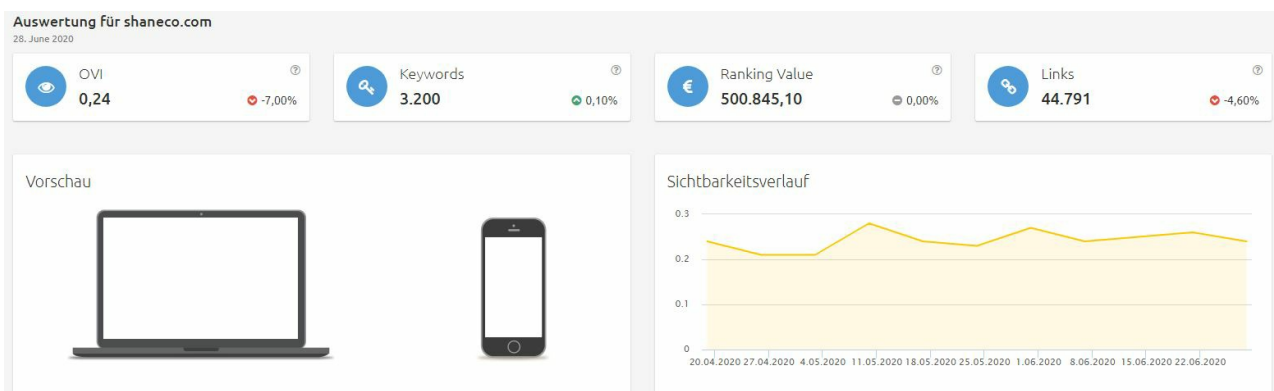 Auswertung für shaneco.com
28. June 2020
OVI
0,24
-7,00%
Keywords
3.200
0,10%
€
Ranking Value
500.845,10
0,00%
Links
44.791
-4,60%
Vorschau
Sichtbarkeitsverlauf
0.3
0.2
0.1
0
20.04.2020 27.04.2020 4.05.2020 11.05.2020 18.05.2020 25.05.2020 1.06.2020 8.06.2020 15.06.2020 22.06.2020